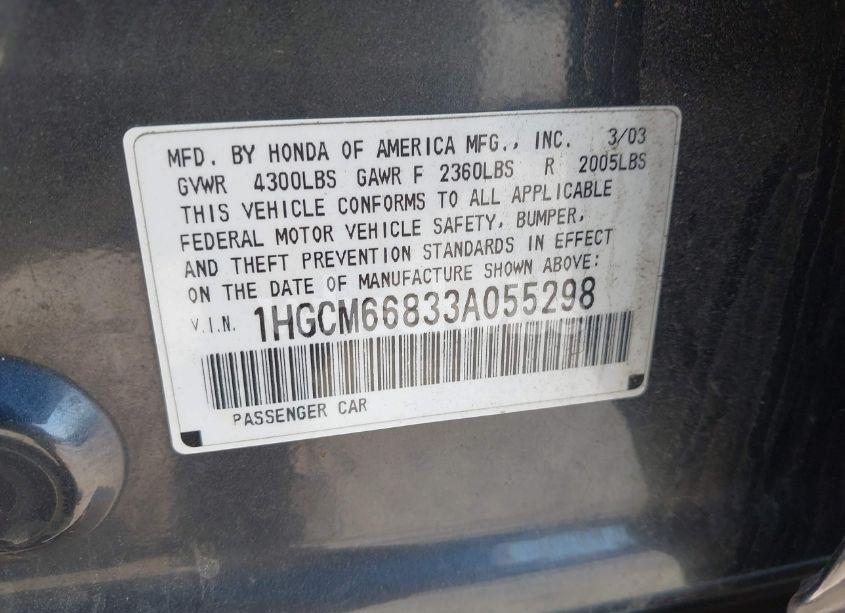 MFD. BY HONDA OF AMERICA MFG., INC. 3/03
GVWR 4300LBS GAWR F 2360LBS R 2005LBS
THIS VEHICLE CONFORMS TO ALL APPLICABLE
FEDERAL MOTOR VEHICLE SAFETY, BUMPER,
AND THEFT PREVENTION STANDARDS IN EFFECT
ON THE DATE OF MANUFACTURE SHOWN ABOVE:
V.I.N. 1HGCM66833A055298
PASSENGER CAR